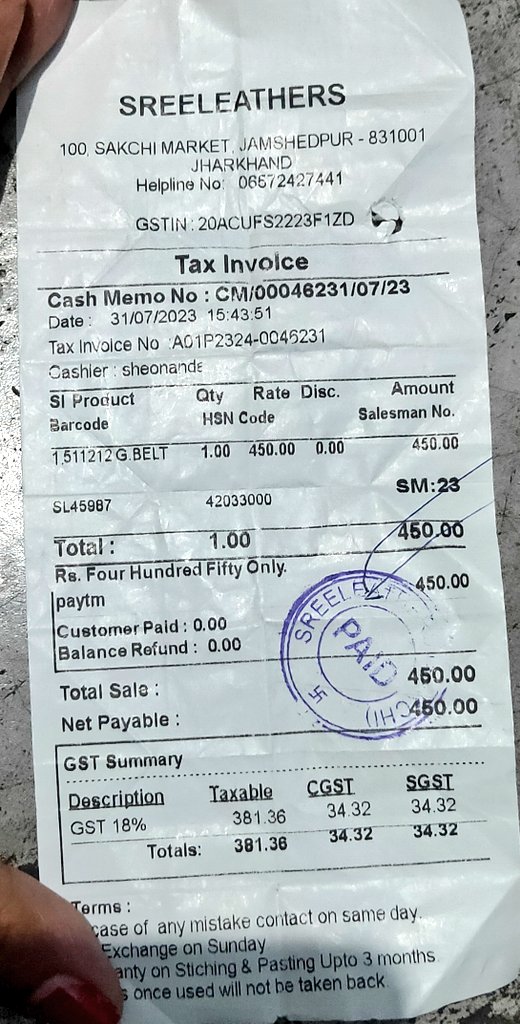 SREELEATHERS
100, SAKCHI MARKET, JAMSHEDPUR - 831001
JHARKHAND
Helpline No: 06572427441
GSTIN : 20ACUFS2223F1ZD
Tax Invoice
Cash Memo No : CM/00046231/07/23
Date : 31/07/2023 15:43:51
Tax Invoice No :A01P2324-0046231
Cashier : sheonande
Sl Product Qty Rate Disc. Amount
Barcode HSN Code Salesman No.
1.511212 G.BELT 1.00 450.00 0.00 450.00
SM:23
SL45987 42033000
Total : 1.00 450.00
Rs. Four Hundred Fifty Only.
paytm 450.00
Customer Paid : 0.00
Balance Refund : 0.00
SREELEAT
PAID
CHI)
Total Sale : 450.00
Net Payable : 450.00
GST Summary
Description Taxable CGST SGST
GST 18% 381.36 34.32 34.32
Totals: 381.36 34.32 34.32
Terms :
case of any mistake contact on same day.
Exchange on Sunday
anty on Stiching & Pasting Upto 3 months
s once used will not be taken back.